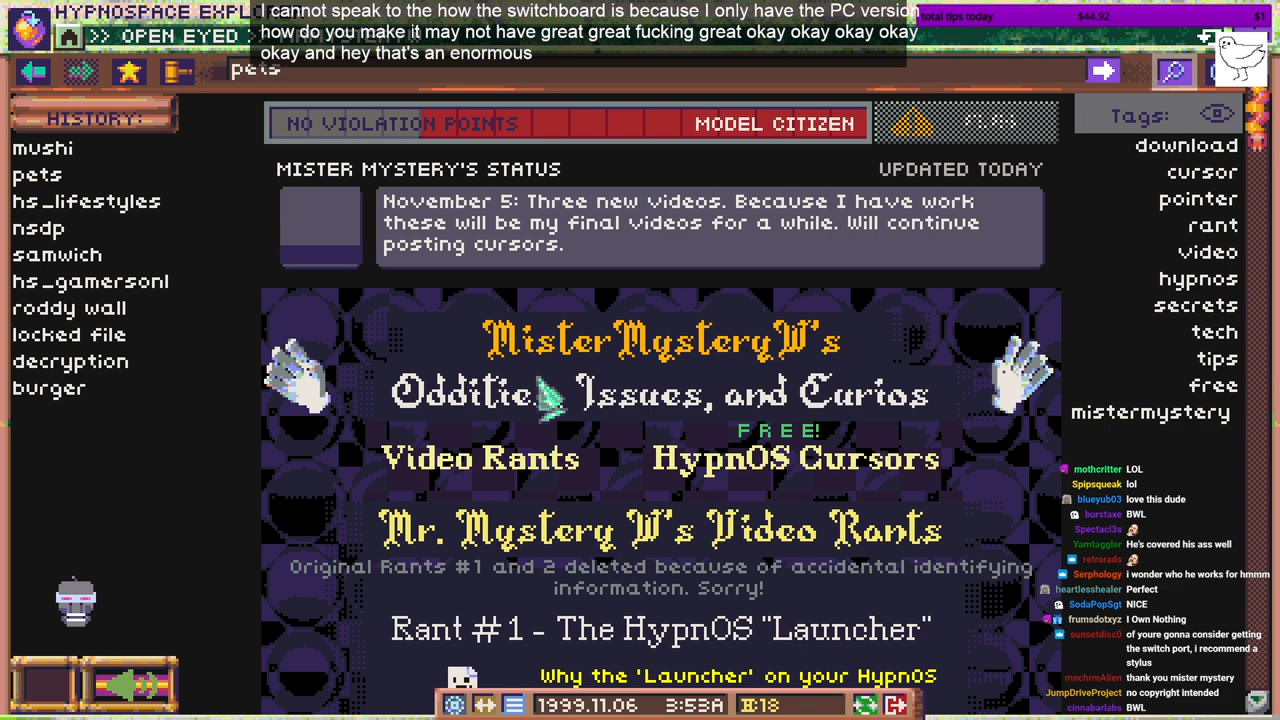 HYPNOSPACE EXPL
cannot speak to the now the switchboard is because I only have the PC version
how do you make it may not have great great fucking great okay okay okay okay
okay and hey that's an enormous
total tips today $44.92 $1
>> OPEN EYED
pets
HISTORY:
mushi
pets
hs_lifestyles
nsdp
samwich
hs_gamersonl
roddy wall
locked file
decryption
burger
NO VIOLATION POINTS MODEL CITIZEN
MISTER MYSTERY'S STATUS UPDATED TODAY
November 5: Three new videos. Because I have work
these will be my final videos for a while. Will continue
posting cursors.
MisterMysteryW's
Oddities, Issues, and Curios
FREE!
Video Rants HypnOS Cursors
Mr. Mystery W's Video Rants
Original rants #1 and 2 deleted because of accidental identifying
information. Sorry!
Rant #1 - The HypnOS "Launcher"
Why the 'Launcher' on your HypnOS
Tags:
download
cursor
pointer
rant
video
hypnos
secrets
tech
tips
free
mistermystery
mothcritter LOL
Spipsqueak lol
blueyub03 love this dude
burstaxe BWL
Spectacl3s
Yamtaggler He's covered his ass well
retrorads
Serphology i wonder who he works for hmmm
heartlesshealer Perfect
SodaPopSgt NICE
frumsdotxyz I Own Nothing
sunsetdisc0 of youre gonna consider getting
the switch port, i recommend a
stylus
mnchrmAlien thank you mister mystery
JumpDriveProject no copyright intended
cinnabarlabs BWL
3:53A
18